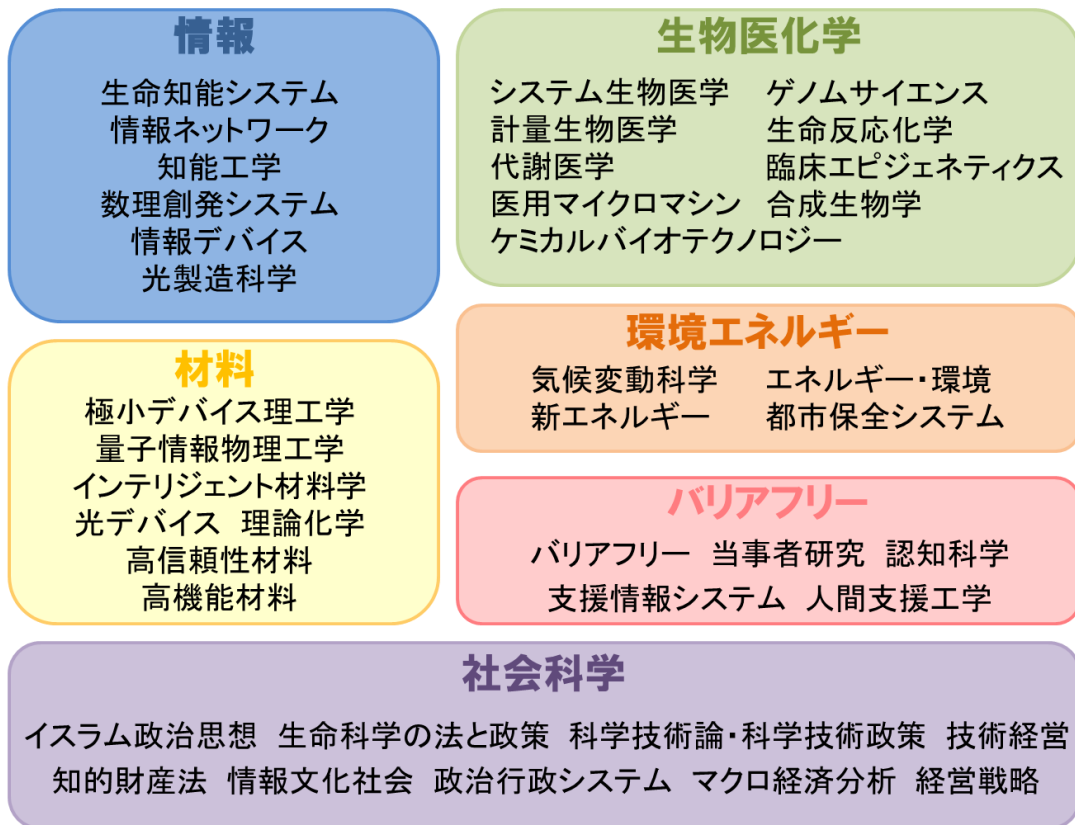 情報
生命知能システム
情報ネットワーク
知能工学
数理創発システム
情報デバイス
光製造科学
生物医化学
システム生物医学 ゲノムサイエンス
計量生物医学 生命反応化学
代謝医学 臨床エピジェネティクス
医用マイクロマシン 合成生物学
ケミカルバイオテクノロジー
材料
極小デバイス理工学
量子情報物理工学
インテリジェント材料学
光デバイス 理論化学
高信頼性材料
高機能材料
環境エネルギー
気候変動科学 エネルギー・環境
新エネルギー 都市保全システム
バリアフリー
バリアフリー 当事者研究 認知科学
支援情報システム 人間支援工学
社会科学
イスラム政治思想 生命科学の法と政策 科学技術論・科学技術政策 技術経営
知的財産法 情報文化社会 政治行政システム マクロ経済分析 経営戦略